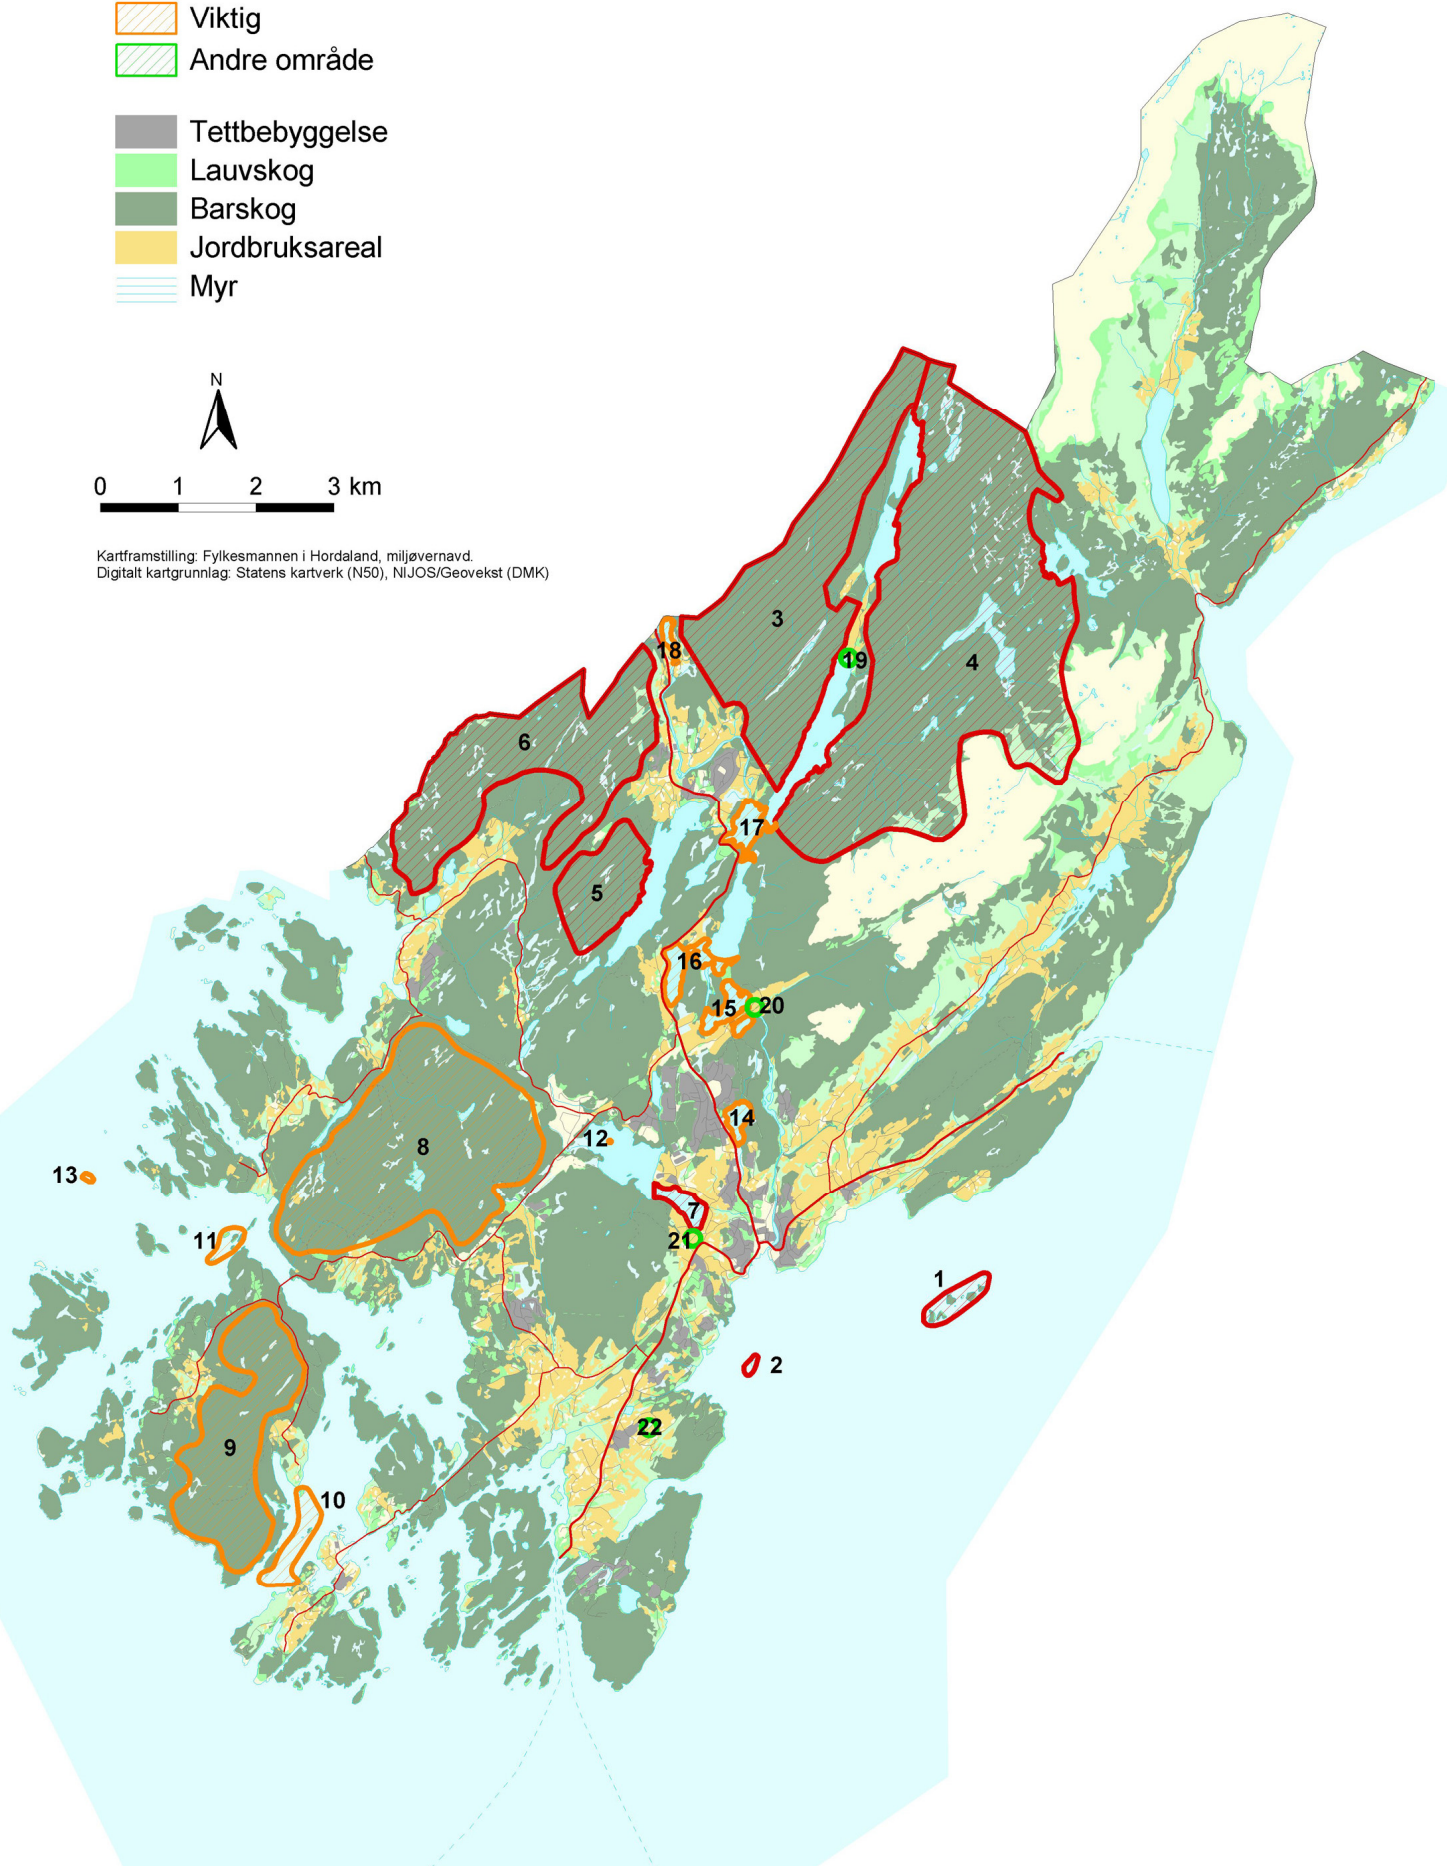 Viktig
Andre område
Tettbebyggelse
Lauvskog
Barskog
Jordbruksareal
Myr
N
0 1 2 3 km
Kartframstilling: Fylkesmannen i Hordaland, miljøvernavd.
Digitalt kartgrunnlag: Statens kartverk (N50), NIJOS/Geovekst (DMK)
3
18
19
4
6
17
5
16
15 20
14
12
8
13
7
11 21
1
2
22
9
10